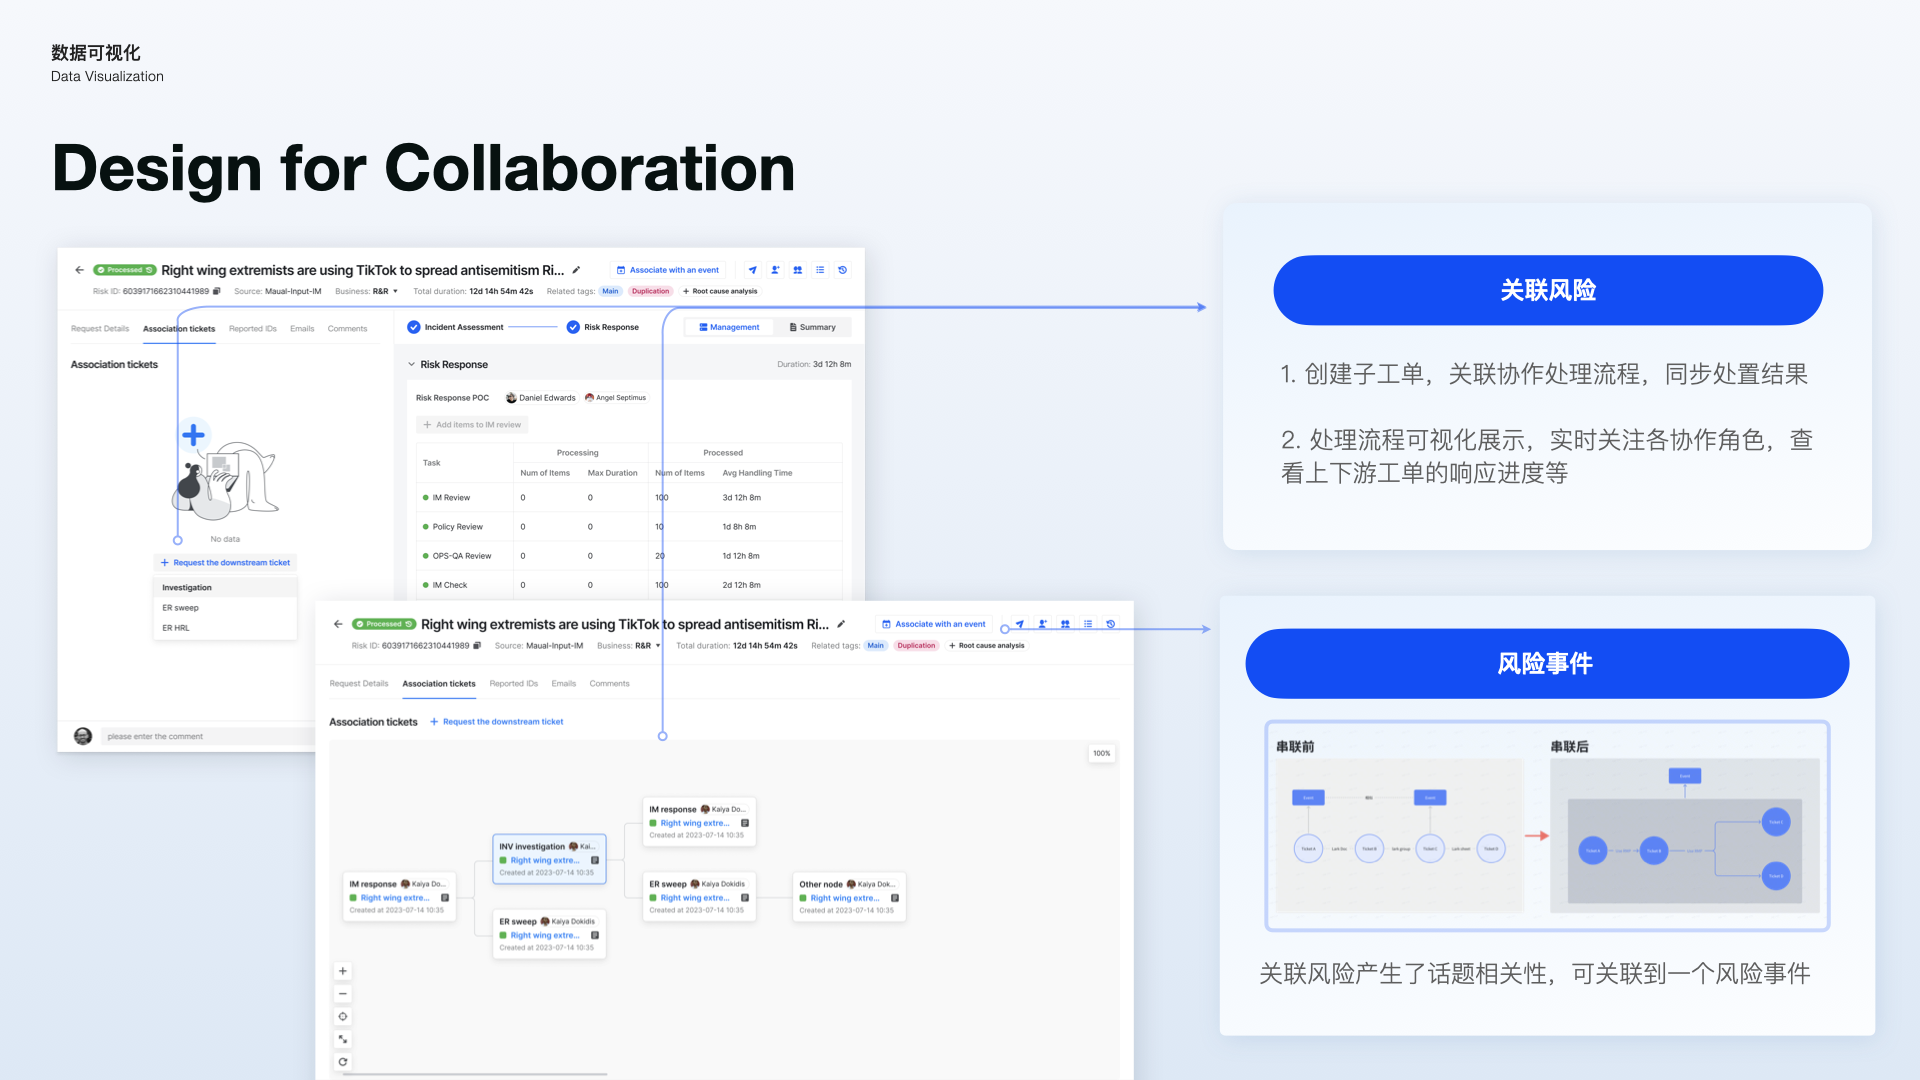 数据可视化
Data Visualization
Design for Collaboration
Processed
Right wing extremists are using TikTok to spread antisemitism Ri...
Associate with an event
Risk ID: 6039171662310441989
Source: Maual-Input-IM
Business: R&R
Total duration: 12d 14h 54m 42s
Related tags: Main Duplication + Root cause analysis
Request Details
Association tickets
Reported IDs
Emails
Comments
Incident Assessment
Risk Response
Management
Summary
Association tickets
No data
+ Request the downstream ticket
Investigation
ER sweep
ER HRL
please enter the comment
Risk Response
Duration: 3d 12h 8m
Risk Response POC Daniel Edwards Angel Septimus
+ Add items to IM review
Task Processing Processed
Num of Items Max Duration Num of Items Avg Handling Time
IM Review 0 0 100 3d 12h 8m
Policy Review 0 0 10 1d 8h 8m
OPS-QA Review 0 0 20 1d 12h 8m
IM Check 0 0 100 2d 12h 8m
Processed
Right wing extremists are using TikTok to spread antisemitism Ri...
Associate with an event
Risk ID: 6039171662310441989
Source: Maual-Input-IM
Business: R&R
Total duration: 12d 14h 54m 42s
Related tags: Main Duplication + Root cause analysis
Request Details
Association tickets
Reported IDs
Emails
Comments
Association tickets
+ Request the downstream ticket
100%
IM response Kaiya Do...
Right wing extre...
Created at 2023-07-14 10:35
INV investigation Kai...
Right wing extre...
Created at 2023-07-14 10:35
ER sweep Kaiya Dokidis
Right wing extre...
Created at 2023-07-14 10:35
IM response Kaiya Do...
Right wing extre...
Created at 2023-07-14 10:35
ER sweep Kaiya Dokidis
Right wing extre...
Created at 2023-07-14 10:35
Other node Kaiya Dok...
Right wing extre...
Created at 2023-07-14 10:35
关联风险
1. 创建子工单，关联协作处理流程，同步处置结果
2. 处理流程可视化展示，实时关注各协作角色，查
看上下游工单的响应进度等
风险事件
串联前
串联后
关联风险产生了话题相关性，可关联到一个风险事件